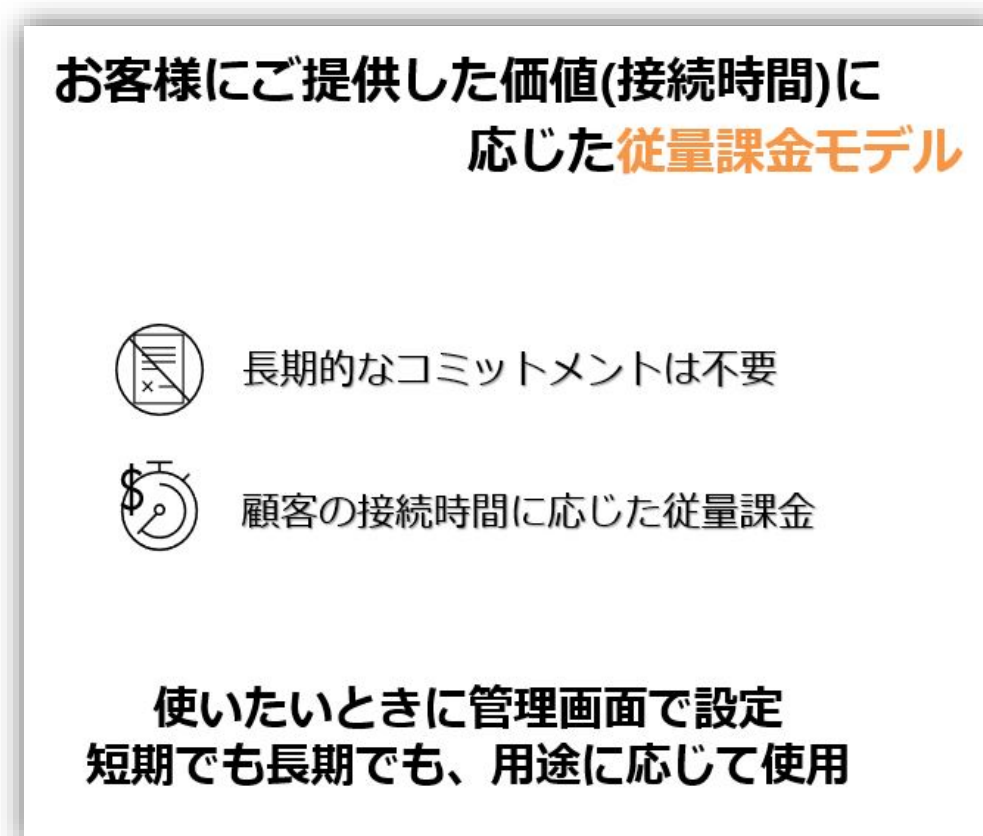 お客様にご提供した価値(接続時間)に
応じた従量課金モデル
長期的なコミットメントは不要
$
顧客の接続時間に応じた従量課金
使いたいときに管理画面で設定
短期でも長期でも、用途に応じて使用